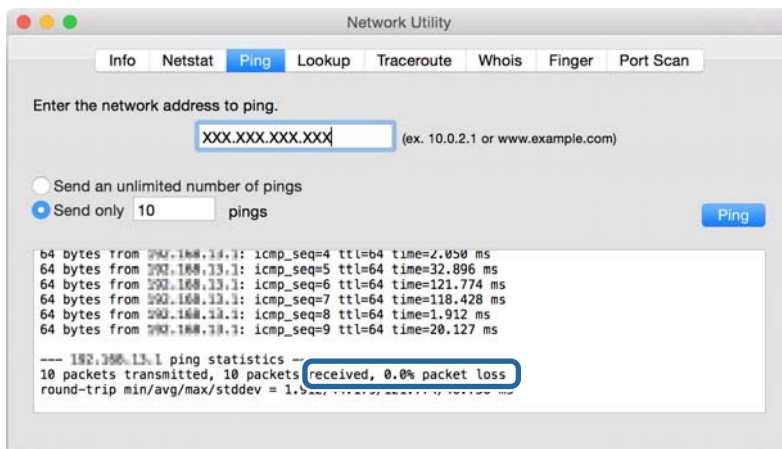 Network Utility
Info Netstat Ping Lookup Traceroute Whois Finger Port Scan
Enter the network address to ping.
XXX.XXX.XXX.XXX (ex. 10.0.2.1 or www.example.com)
Send an unlimited number of pings
Send only 10 pings
Ping
64 bytes from : icmp_seq=4 ttl=64 time=2.050 ms
64 bytes from : icmp_seq=5 ttl=64 time=32.896 ms
64 bytes from : icmp_seq=6 ttl=64 time=121.774 ms
64 bytes from : icmp_seq=7 ttl=64 time=118.428 ms
64 bytes from : icmp_seq=8 ttl=64 time=1.912 ms
64 bytes from : icmp_seq=9 ttl=64 time=20.127 ms
--- ping statistics --
10 packets transmitted, 10 packets received, 0.0% packet loss
round-trip min/avg/max/stddev = ms